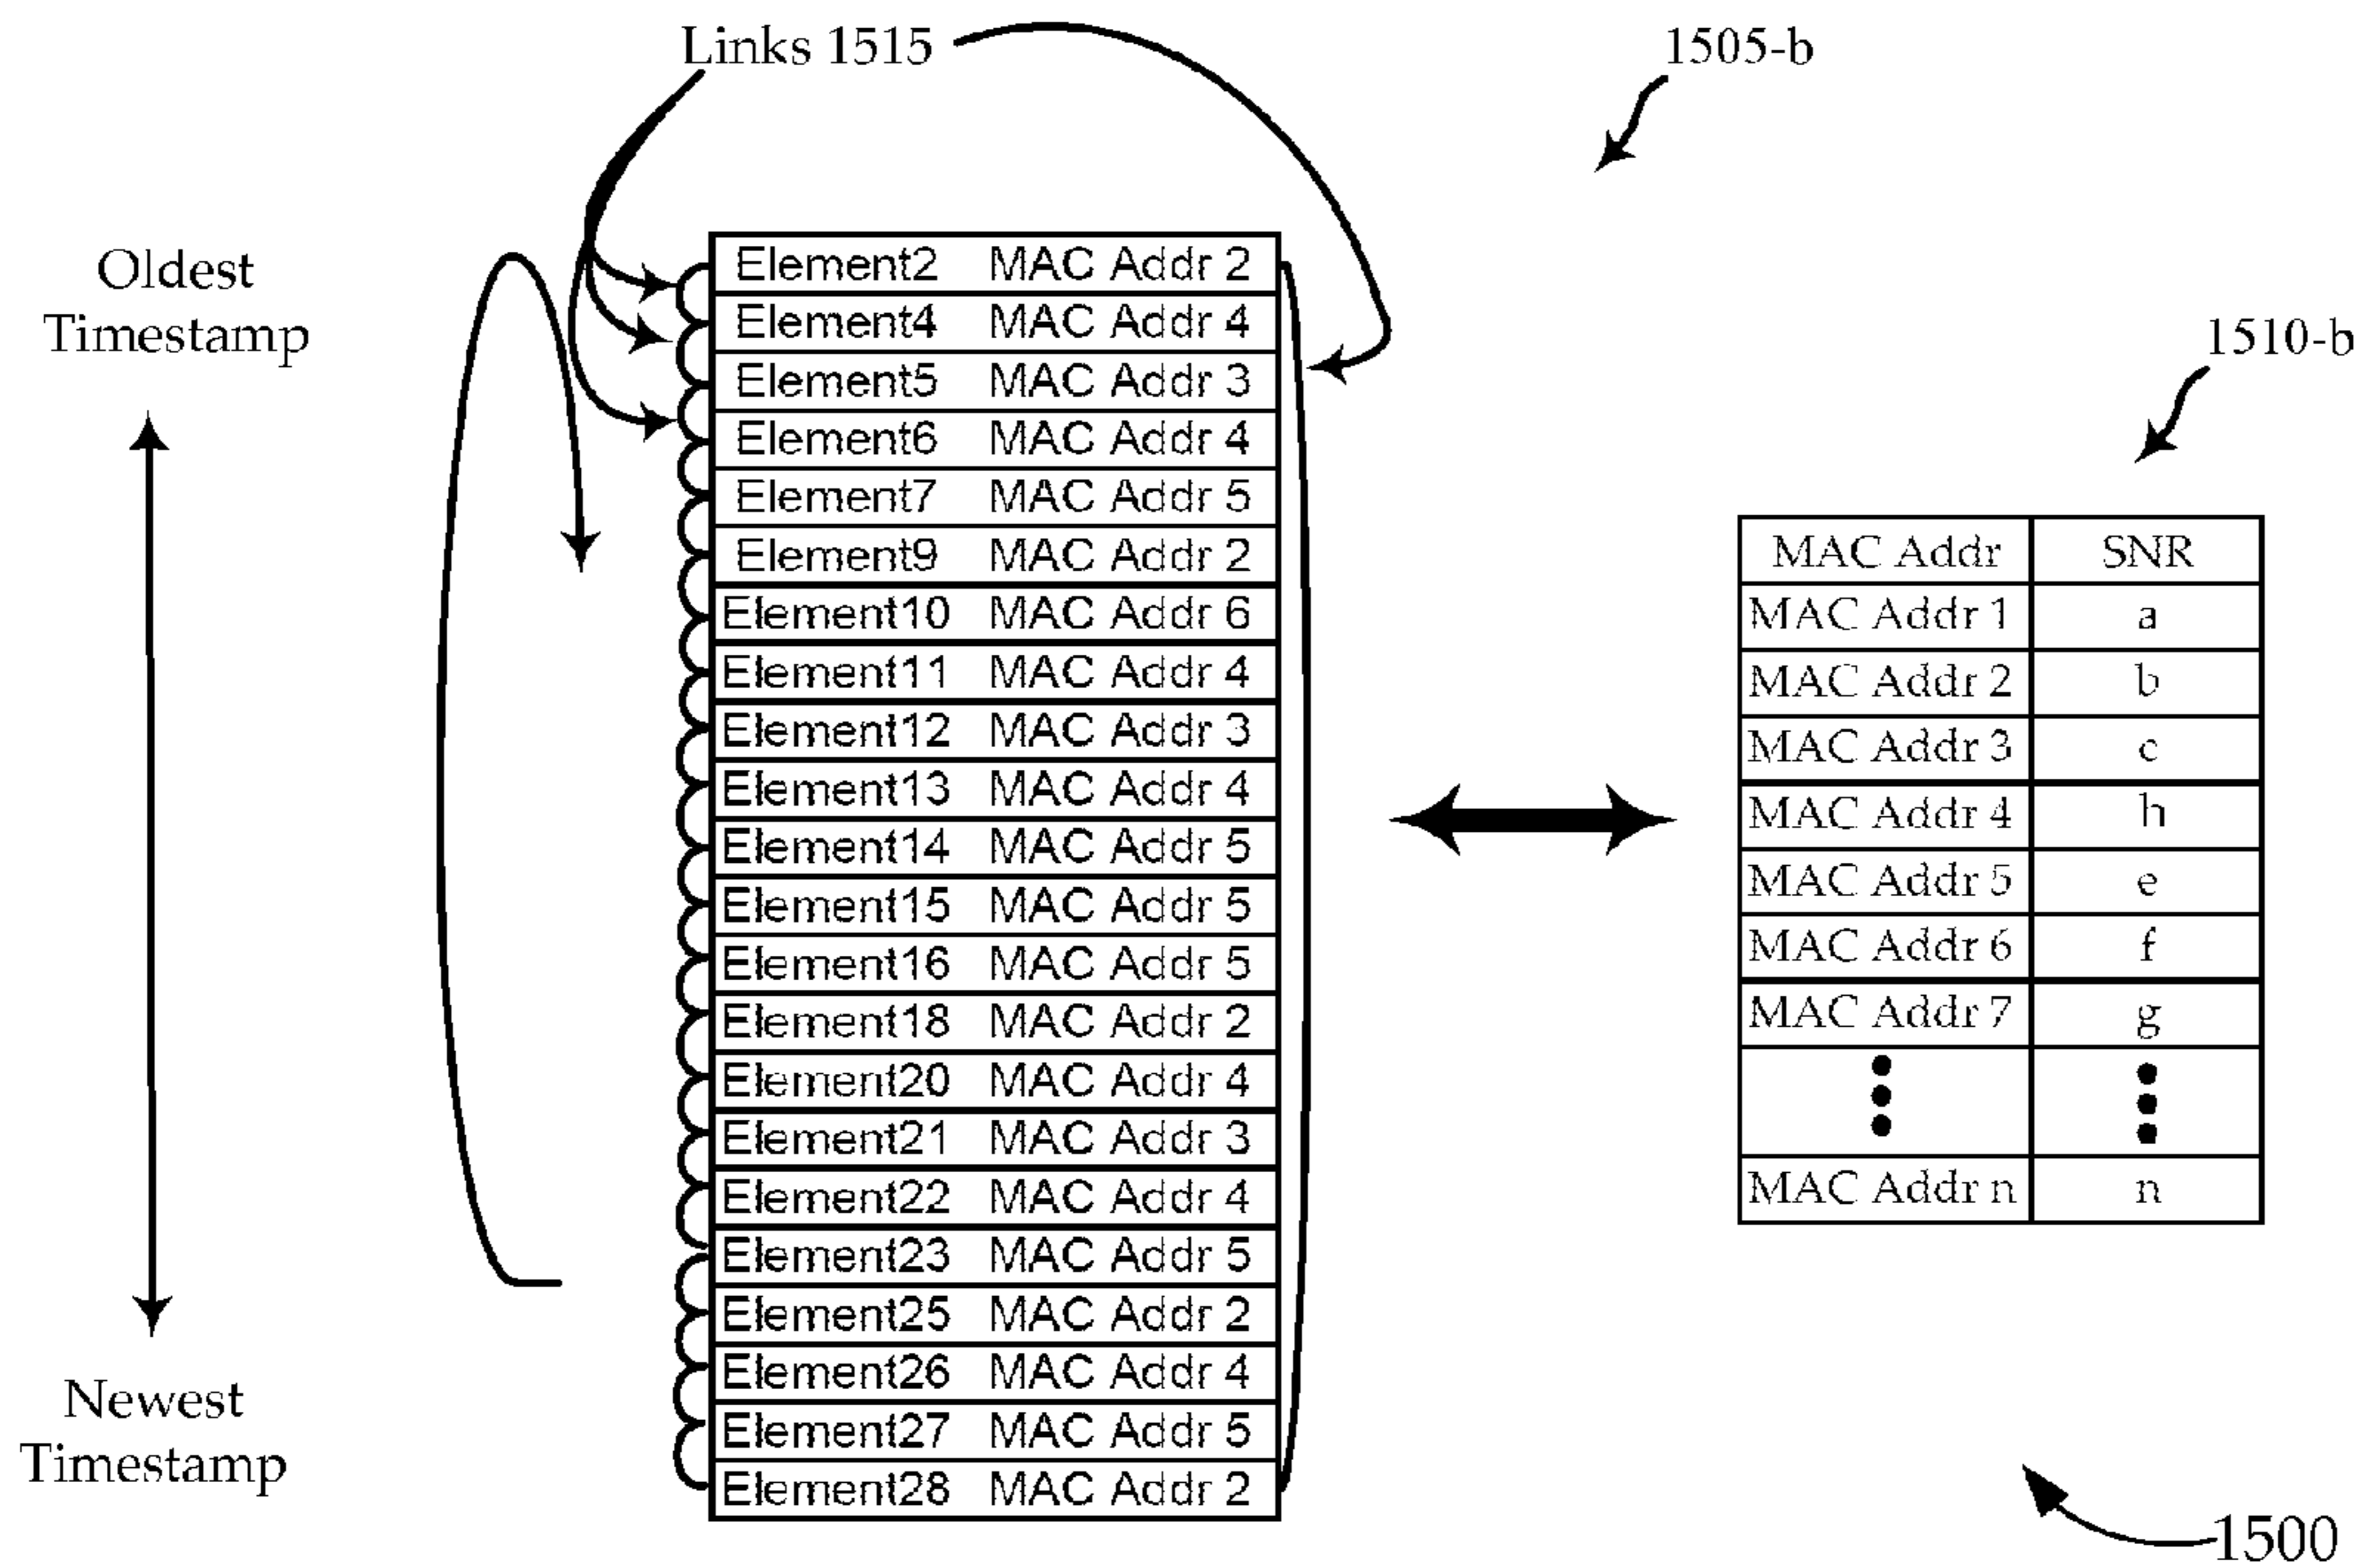 Links 1515
1505-b
Oldest
Timestamp
1510-b
Element2 MAC Addr 2
Element4 MAC Addr 4
Element5 MAC Addr 3
Element6 MAC Addr 4
Element7 MAC Addr 5
Element9 MAC Addr 2
Element10 MAC Addr 6
Element11 MAC Addr 4
Element12 MAC Addr 3
Element13 MAC Addr 4
Element14 MAC Addr 5
Element15 MAC Addr 5
Element16 MAC Addr 5
Element18 MAC Addr 2
Element20 MAC Addr 4
Element21 MAC Addr 3
Element22 MAC Addr 4
Element23 MAC Addr 5
Element25 MAC Addr 2
Element26 MAC Addr 4
Element27 MAC Addr 5
Element28 MAC Addr 2
MAC Addr SNR
MAC Addr 1 a
MAC Addr 2 b
MAC Addr 3 c
MAC Addr 4 h
MAC Addr 5 e
MAC Addr 6 f
MAC Addr 7 g
MAC Addr n n
Newest
Timestamp
1500